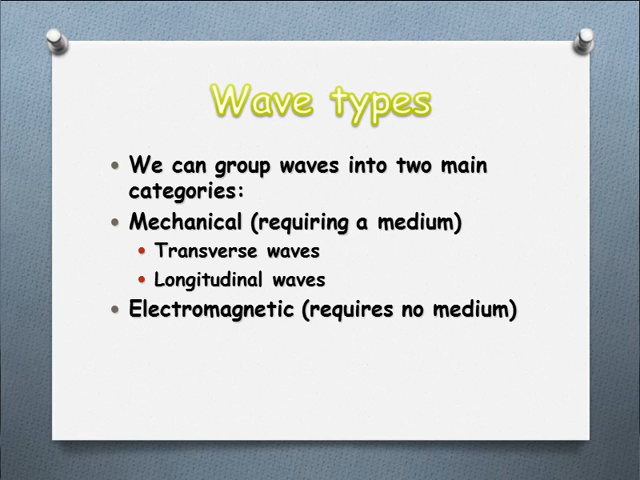 Wave types
• We can group waves into two main
categories:
• Mechanical (requiring a medium)
• Transverse waves
• Longitudinal waves
• Electromagnetic (requires no medium)